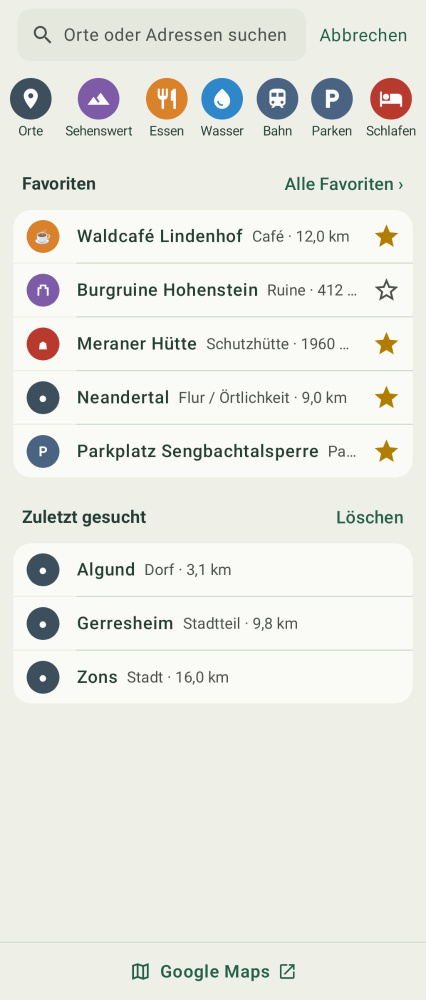 Orte oder Adressen suchen Abbrechen
Orte Sehenswert Essen Wasser Bahn Parken Schlafen
Favoriten Alle Favoriten ›
Waldcafé Lindenhof Café · 12,0 km
Burgruine Hohenstein Ruine · 412 …
Meraner Hütte Schutzhütte · 1960 …
Neandertal Flur / Örtlichkeit · 9,0 km
P Parkplatz Sengbachtalsperre Pa…
Zuletzt gesucht Löschen
Algund Dorf · 3,1 km
Gerresheim Stadtteil · 9,8 km
Zons Stadt · 16,0 km
Google Maps